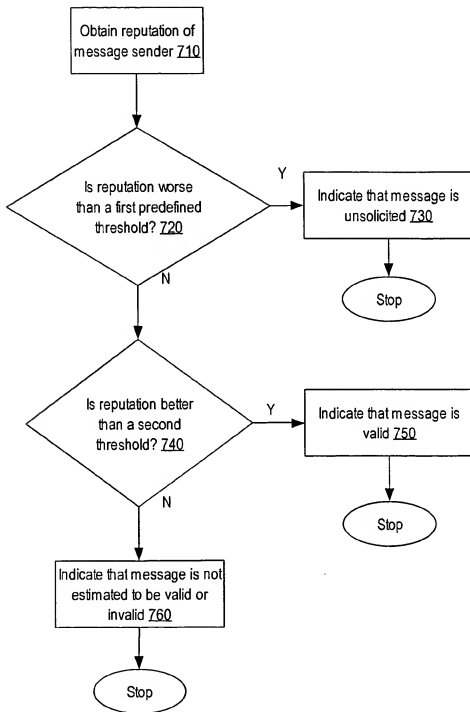 Obtain reputation of
message sender 710
Is reputation worse
than a first predefined
threshold? 720
Y
Indicate that message is
unsolicited 730
Stop
N
Is reputation better
than a second
threshold? 740
Y
Indicate that message is
valid 750
Stop
N
Indicate that message is not
estimated to be valid or
invalid 760
Stop